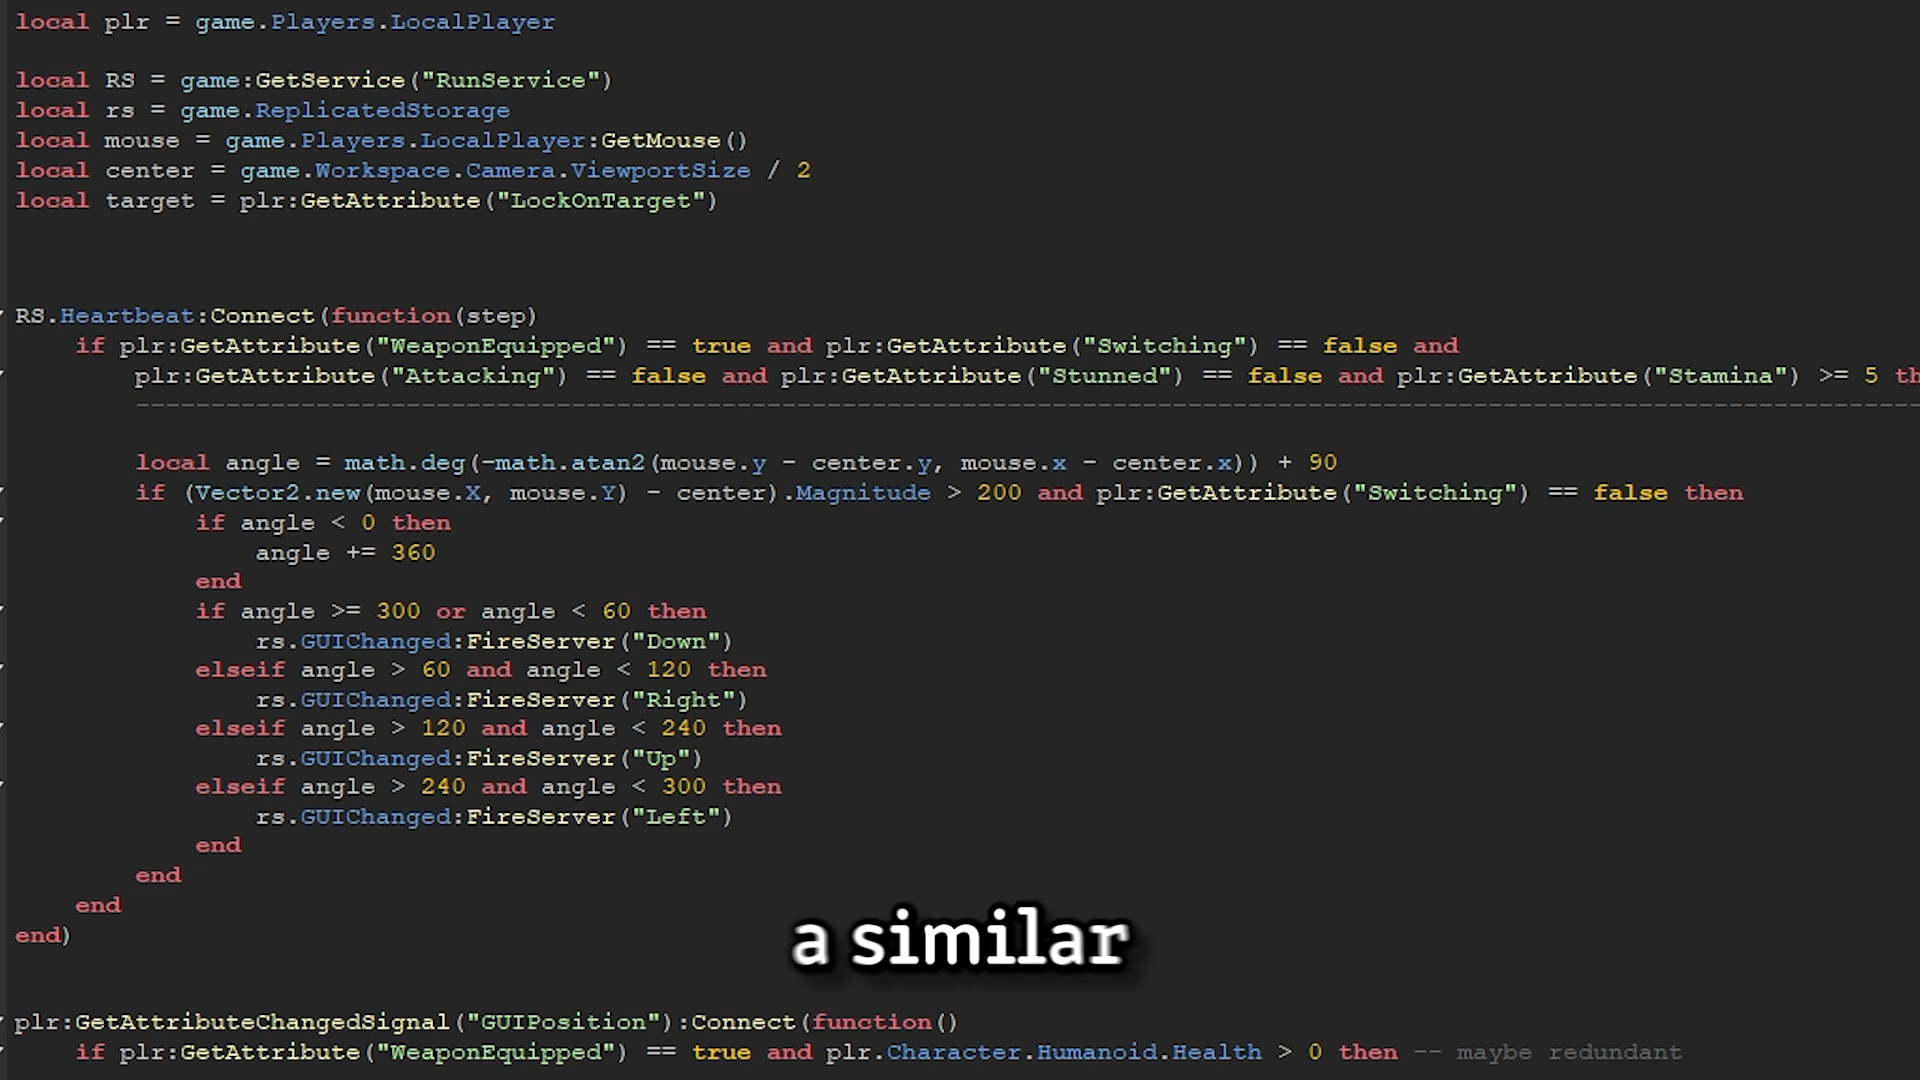 local plr = game.Players.LocalPlayer
local RS = game:GetService("RunService")
local rs = game.ReplicatedStorage
local mouse = game.Players.LocalPlayer:GetMouse()
local center = game.Workspace.Camera.ViewportSize / 2
local target = plr:GetAttribute("LockOnTarget")
RS.Heartbeat:Connect(function(step)
if plr:GetAttribute("WeaponEquipped") == true and plr:GetAttribute("Switching") == false and
plr:GetAttribute("Attacking") == false and plr:GetAttribute("Stunned") == false and plr:GetAttribute("Stamina") >= 5 th
local angle = math.deg(-math.atan2(mouse.y - center.y, mouse.x - center.x)) + 90
if (Vector2.new(mouse.X, mouse.Y) - center).Magnitude > 200 and plr:GetAttribute("Switching") == false then
if angle < 0 then
angle += 360
end
if angle >= 300 or angle < 60 then
rs.GUIChanged:FireServer("Down")
elseif angle > 60 and angle < 120 then
rs.GUIChanged:FireServer("Right")
elseif angle > 120 and angle < 240 then
rs.GUIChanged:FireServer("Up")
elseif angle > 240 and angle < 300 then
rs.GUIChanged:FireServer("Left")
end
end
end
end)
a similar
plr:GetAttributeChangedSignal("GUIPosition"):Connect(function()
if plr:GetAttribute("WeaponEquipped") == true and plr.Character.Humanoid.Health > 0 then -- maybe redundant